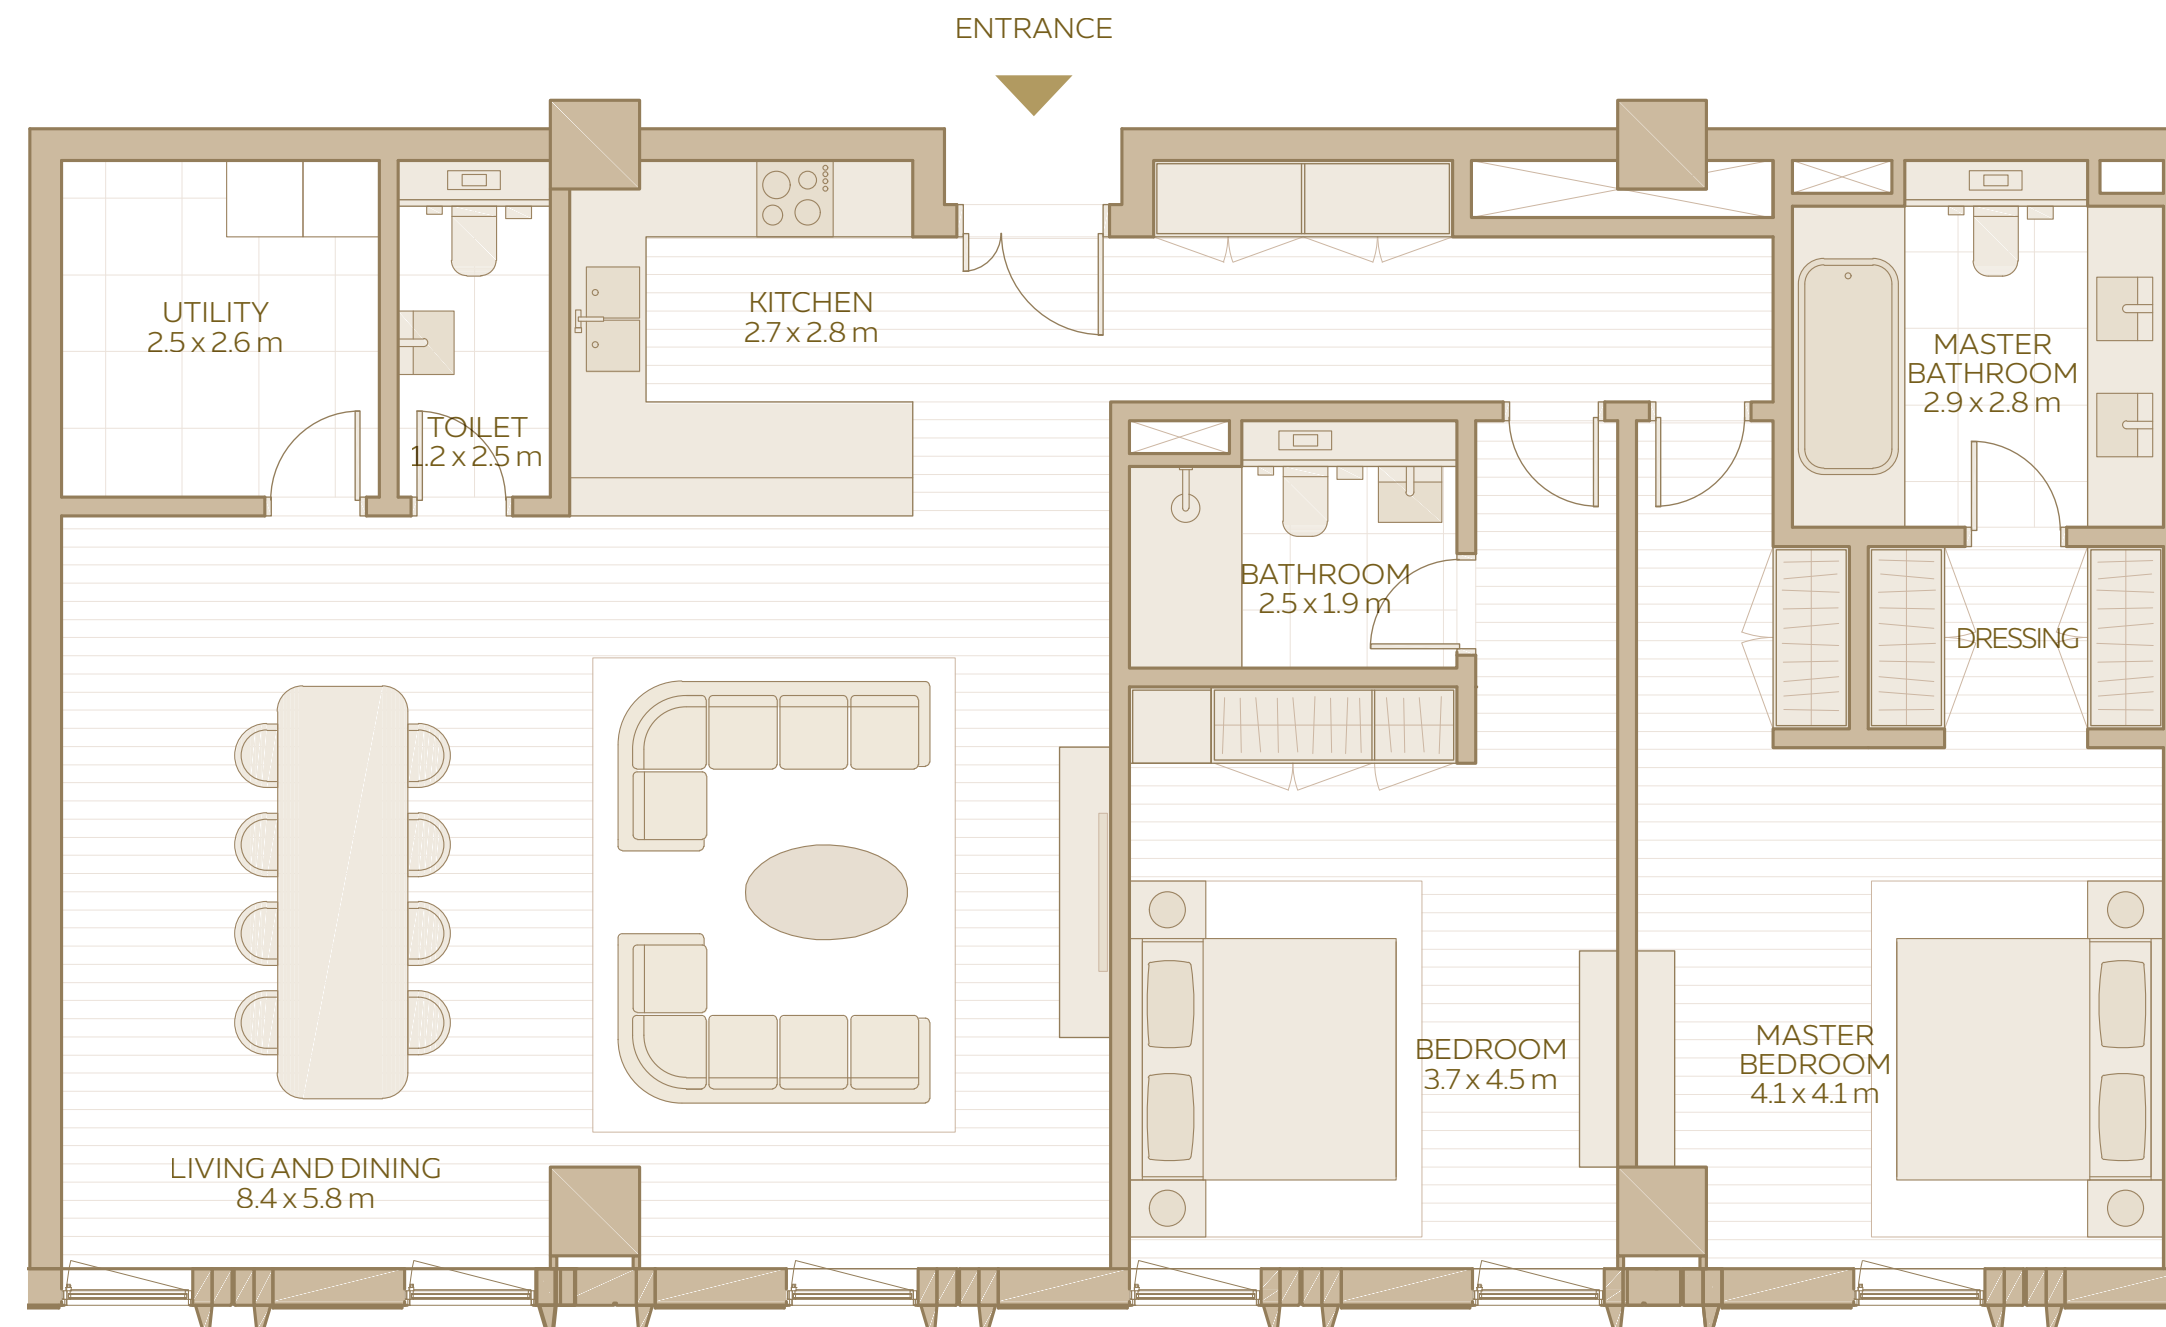 ENTRANCE
UTILITY
2.5 x 2.6 m
TOILET
1.2 x 2.5 m
KITCHEN
2.7 x 2.8 m
MASTER
BATHROOM
2.9 x 2.8 m
BATHROOM
2.5 x 1.9 m
DRESSING
LIVING AND DINING
8.4 x 5.8 m
BEDROOM
3.7 x 4.5 m
MASTER
BEDROOM
4.1 x 4.1 m